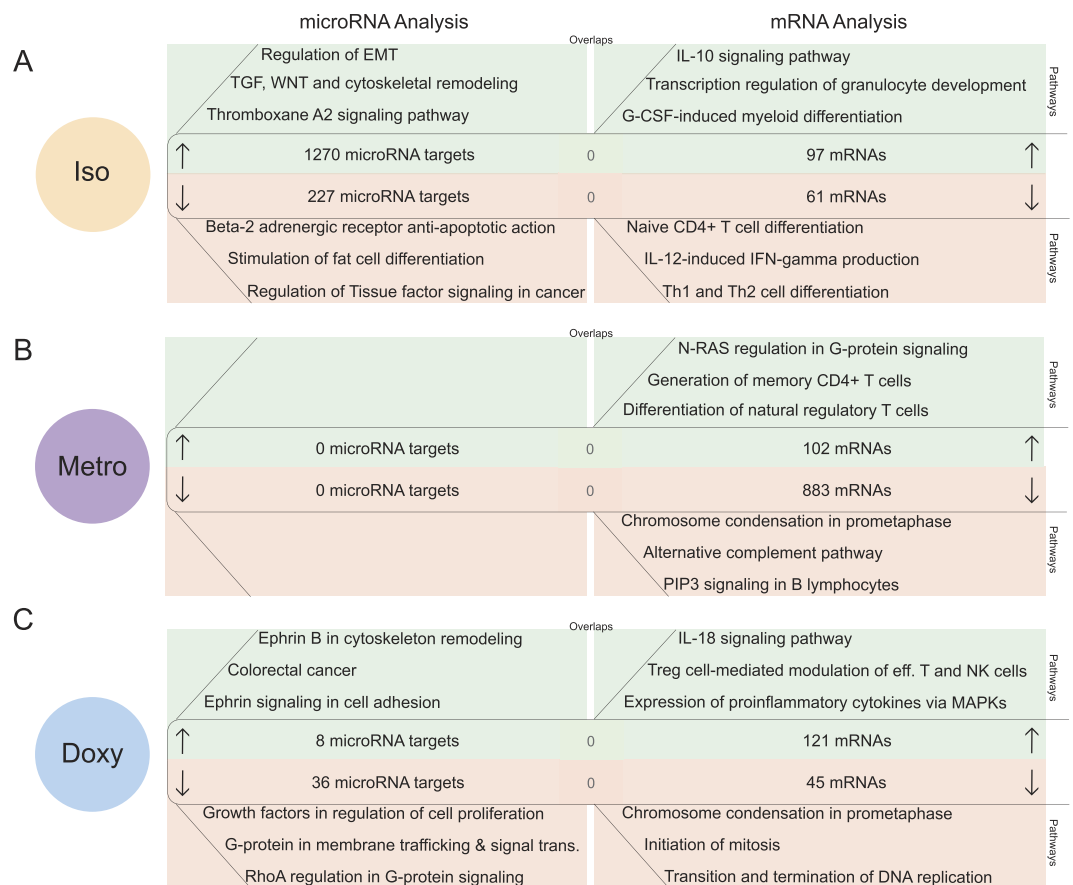 microRNA Analysis
mRNA Analysis
A
Overlaps
Regulation of EMT
IL-10 signaling pathway
TGF, WNT and cytoskeletal remodeling
Transcription regulation of granulocyte development
Thromboxane A2 signaling pathway
G-CSF-induced myeloid differentiation
Pathways
Iso
↑ 1270 microRNA targets 0 97 mRNAs ↑
↓ 227 microRNA targets 0 61 mRNAs ↓
Beta-2 adrenergic receptor anti-apoptotic action
Naive CD4+ T cell differentiation
Stimulation of fat cell differentiation
IL-12-induced IFN-gamma production
Regulation of Tissue factor signaling in cancer
Th1 and Th2 cell differentiation
Pathways
B
Overlaps
N-RAS regulation in G-protein signaling
Generation of memory CD4+ T cells
Differentiation of natural regulatory T cells
Pathways
Metro
↑ 0 microRNA targets 0 102 mRNAs ↑
↓ 0 microRNA targets 0 883 mRNAs ↓
Chromosome condensation in prometaphase
Alternative complement pathway
PIP3 signaling in B lymphocytes
Pathways
C
Overlaps
Ephrin B in cytoskeleton remodeling
IL-18 signaling pathway
Colorectal cancer
Treg cell-mediated modulation of eff. T and NK cells
Ephrin signaling in cell adhesion
Expression of proinflammatory cytokines via MAPKs
Pathways
Doxy
↑ 8 microRNA targets 0 121 mRNAs ↑
↓ 36 microRNA targets 0 45 mRNAs ↓
Growth factors in regulation of cell proliferation
Chromosome condensation in prometaphase
G-protein in membrane trafficking & signal trans.
Initiation of mitosis
RhoA regulation in G-protein signaling
Transition and termination of DNA replication
Pathways